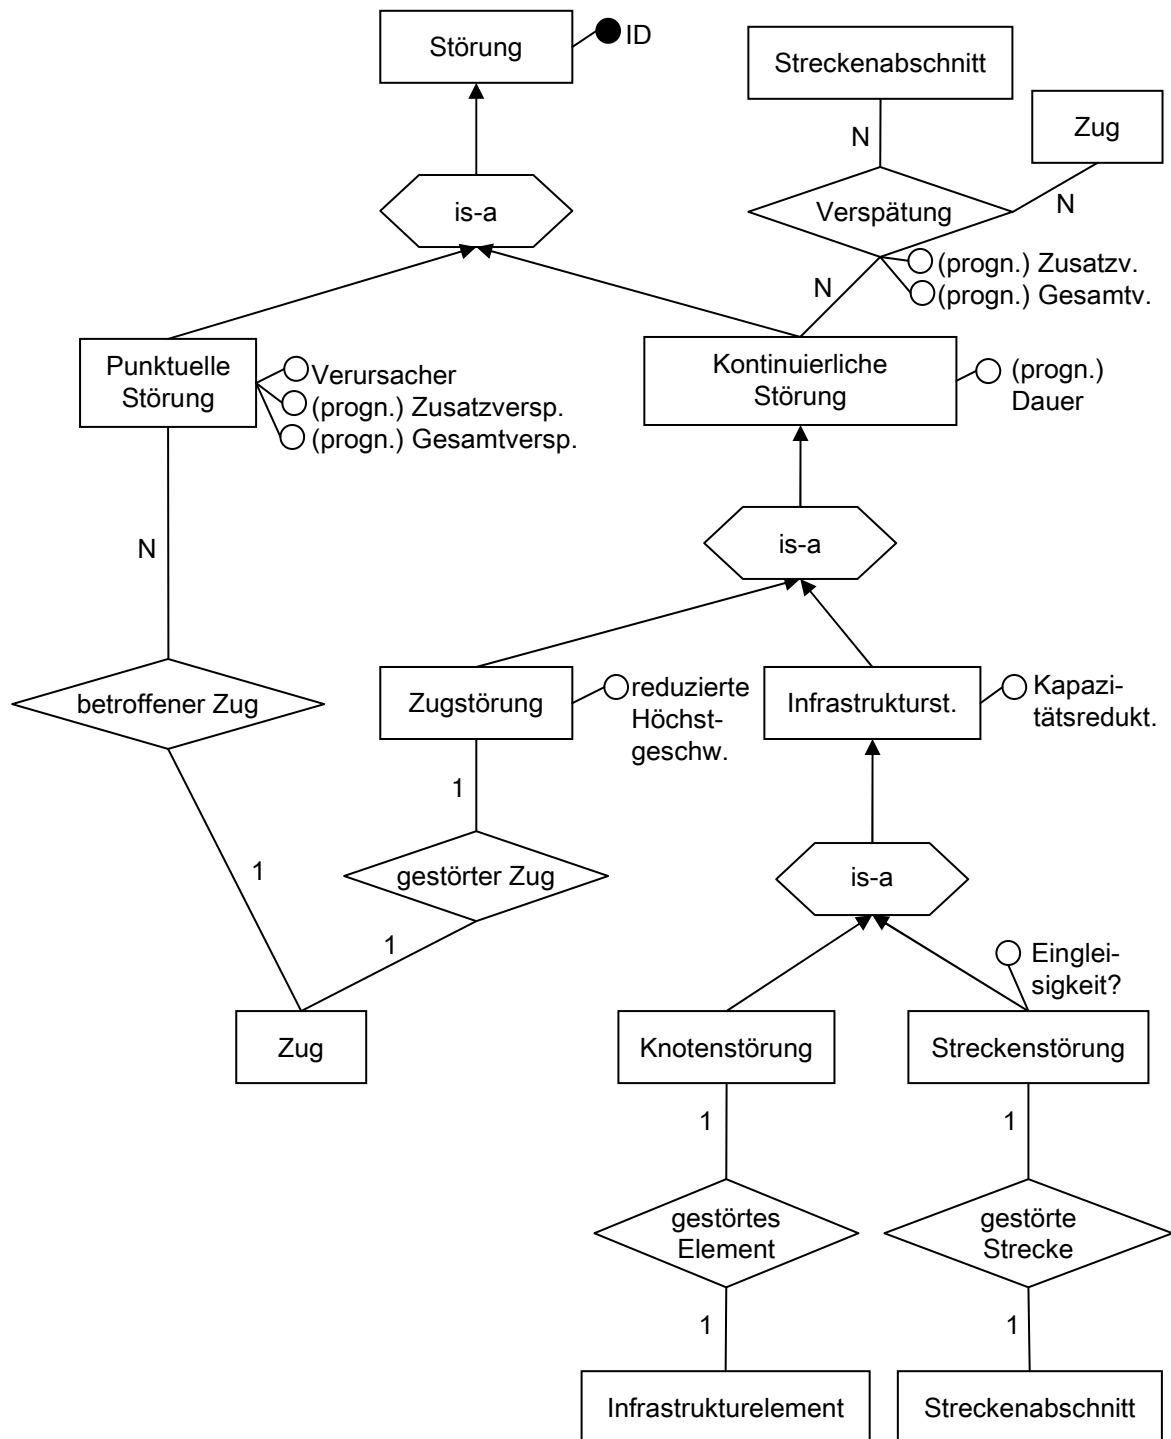 Störung
ID
Streckenabschnitt
Zug
N
is-a
Verspätung
N
(progn.) Zusatzv.
N
(progn.) Gesamtv.
Punktuelle
Störung
Verursacher
(progn.) Zusatzversp.
(progn.) Gesamtversp.
Kontinuierliche
Störung
(progn.)
Dauer
N
is-a
betroffener Zug
Zugstörung
reduzierte
Höchst-
geschw.
Infrastrukturst.
Kapazi-
tätsredukt.
1
1
gestörter Zug
is-a
1
Einglei-
sigkeit?
Zug
Knotenstörung
Streckenstörung
1
1
gestörtes
Element
gestörte
Strecke
1
1
Infrastrukturelement
Streckenabschnitt